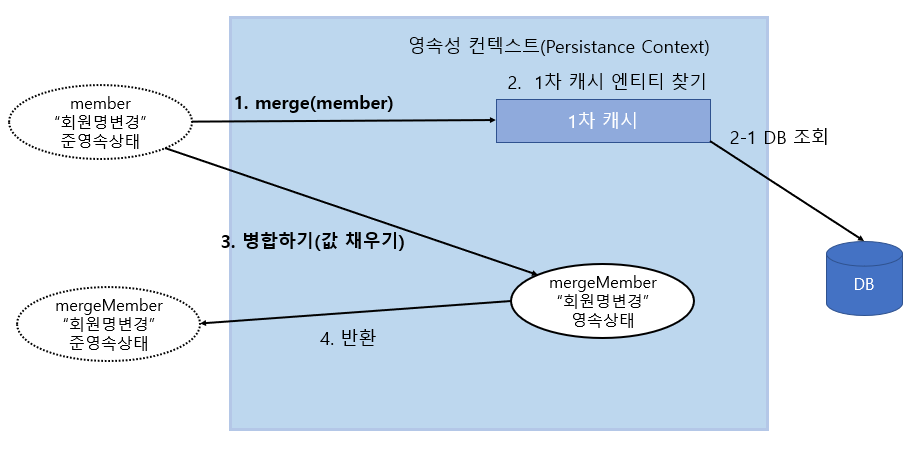 영속성 컨텍스트(Persistance Context)
2. 1차 캐시 엔티티 찾기
member
“회원명변경”
준영속상태
1. merge(member)
1차 캐시
2-1 DB 조회
3. 병합하기(값 채우기)
DB
mergeMember
“회원명변경”
영속상태
mergeMember
“회원명변경”
준영속상태
4. 반환